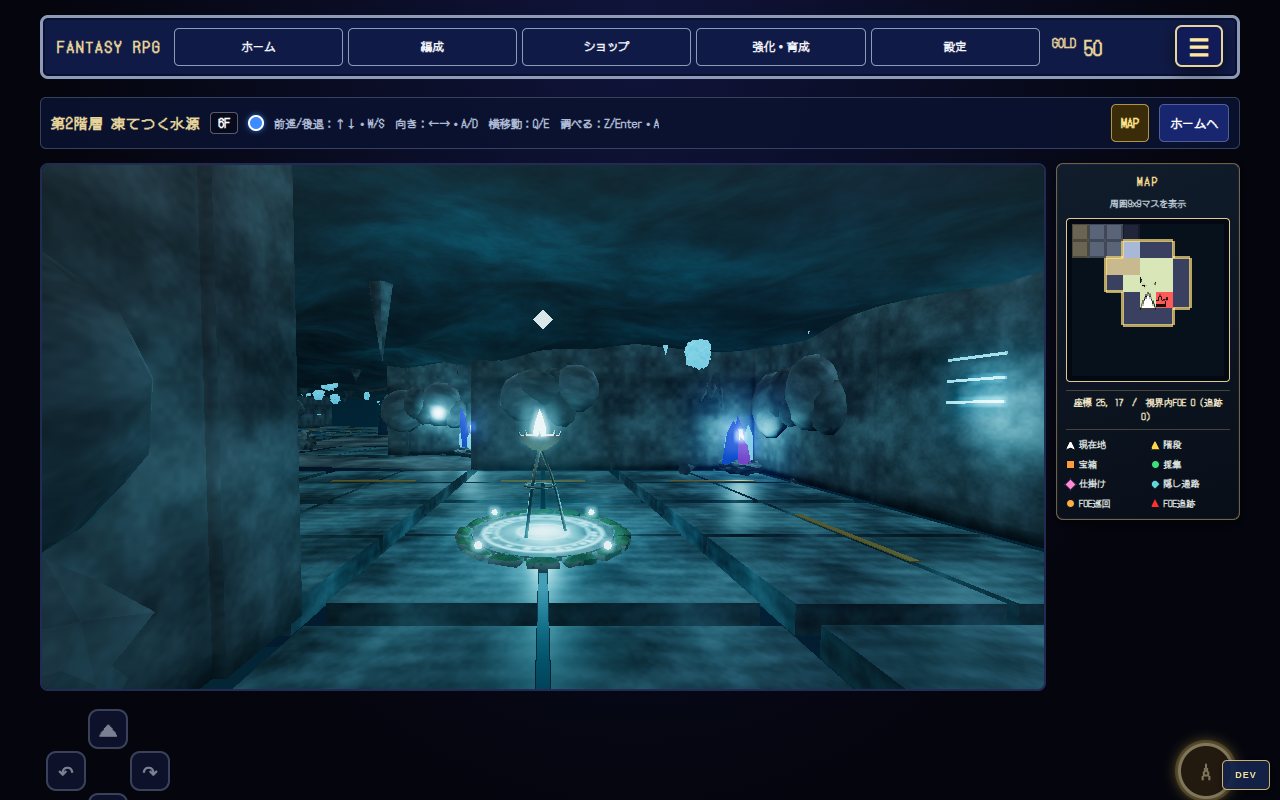 FANTASY RPG
ホーム
編成
ショップ
強化・育成
設定
GOLD 50
第2階層 凍てつく水源
6F
前進/後退：↑↓・W/S 向き：←→・A/D 横移動：Q/E 調べる：Z/Enter・A
MAP
ホームへ
MAP
周囲9x9マスを表示
座標 25, 17 / 視界内FOE 0（追跡
0）
現在地
階段
宝箱
採集
仕掛け
隠し通路
FOE巡回
FOE追跡
A
DEV